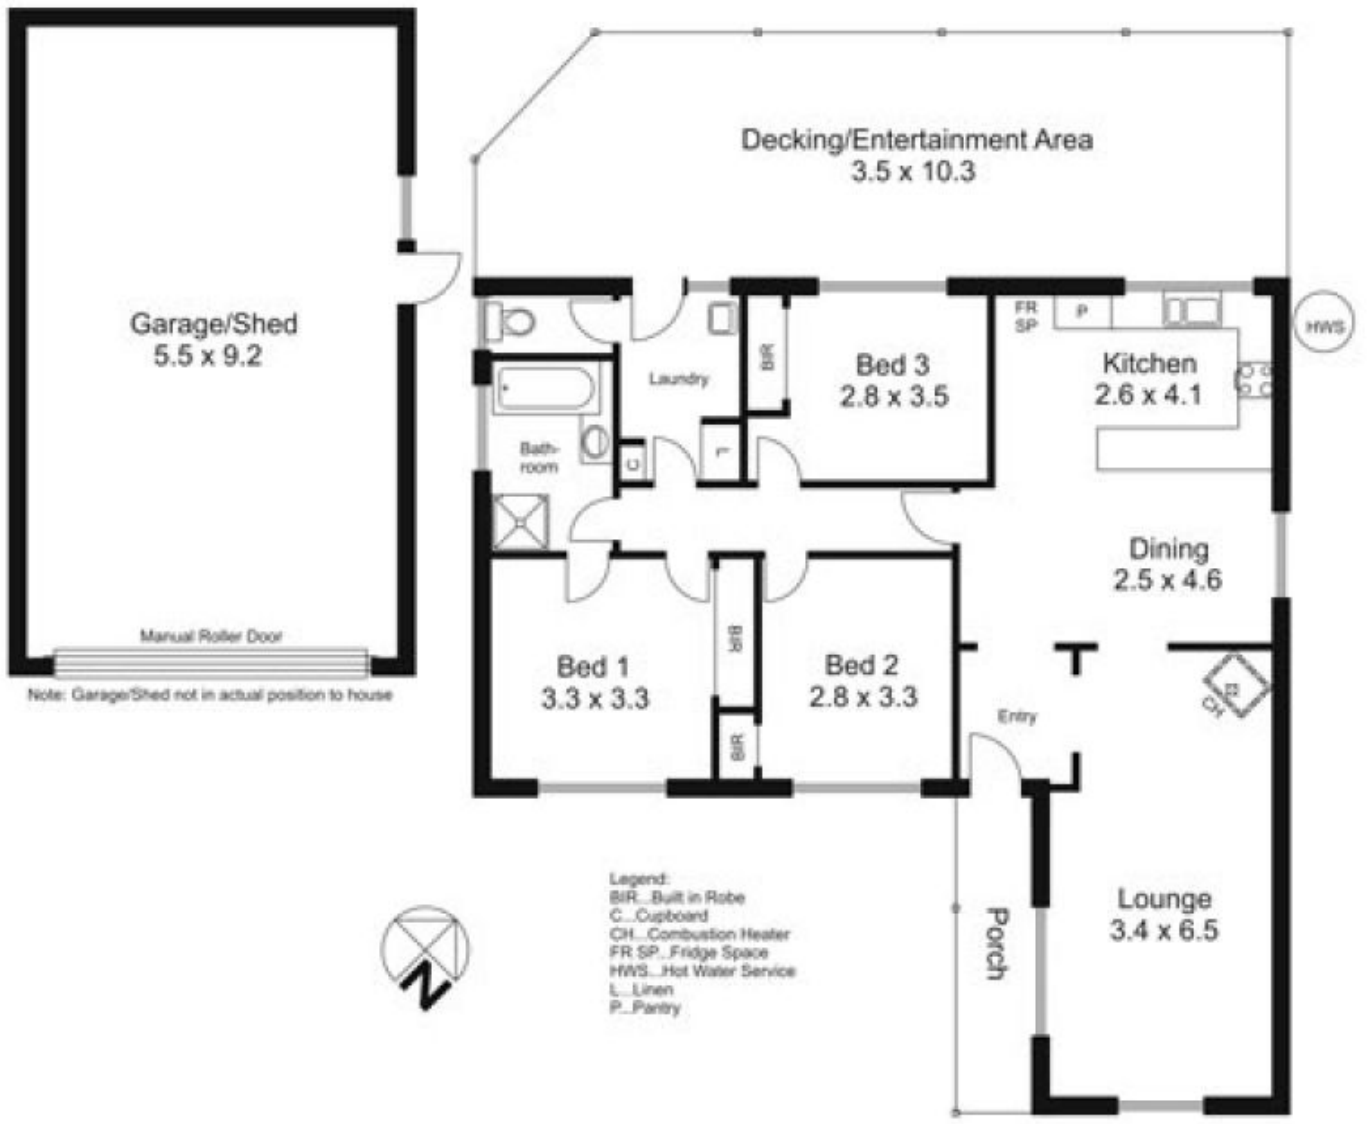 Decking/Entertainment Area
3.5 x 10.3
Garage/Shed
5.5 x 9.2
Manual Roller Door
Note: Garage/Shed not in actual position to house
Laundry
BIR
Bed 3
2.8 x 3.5
FR
SP
P
Kitchen
2.6 x 4.1
HWS
Bath-
room
C
L
Dining
2.5 x 4.6
Bed 1
3.3 x 3.3
BIR
BIR
Bed 2
2.8 x 3.3
Entry
CH
Porch
Lounge
3.4 x 6.5
N
Legend:
BIR...Built in Robe
C...Cupboard
CH...Combustion Heater
FR SP...Fridge Space
HWS...Hot Water Service
L...Linen
P...Pantry